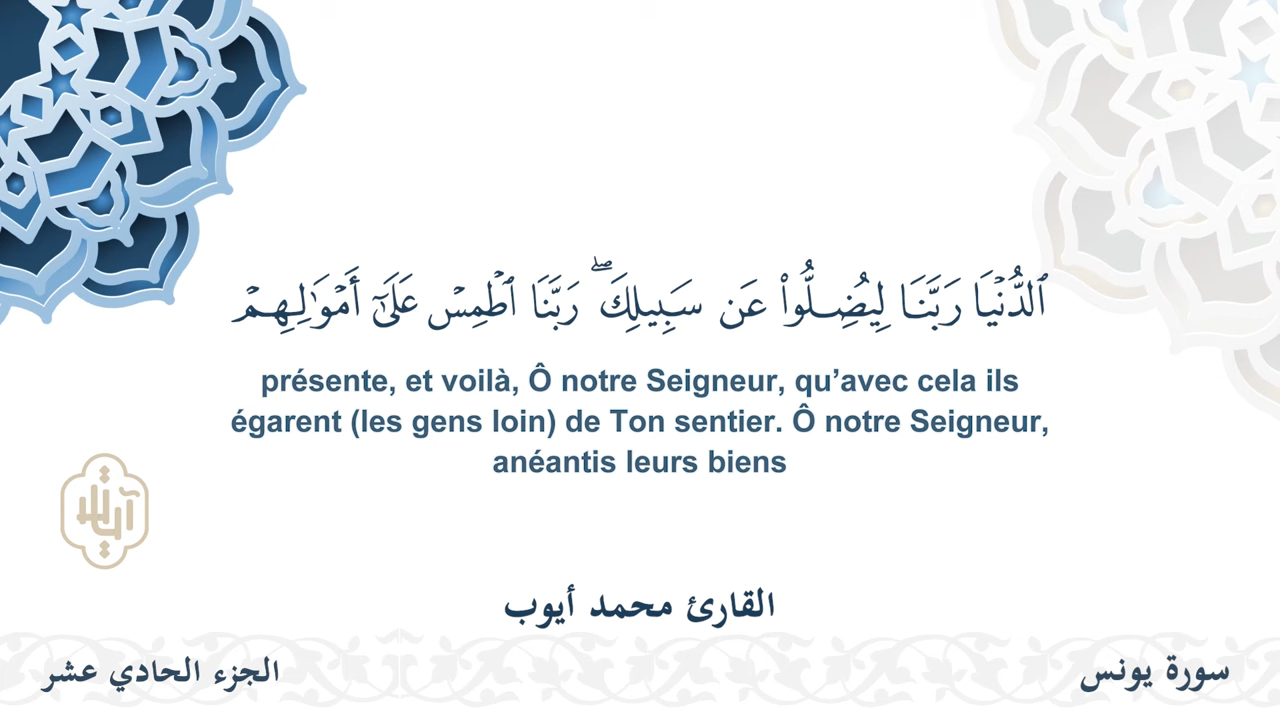 ٱلدُّنۡيَا رَبَّنَا لِيُضِلُّواْ عَن سَبِيلِكَۖ رَبَّنَا ٱطۡمِسۡ عَلَىٰٓ أَمۡوَٰلِهِمۡ
présente, et voilà, Ô notre Seigneur, qu’avec cela ils
égarent (les gens loin) de Ton sentier. Ô notre Seigneur,
anéantis leurs biens
القارئ محمد أيوب
سورة يونس
الجزء الحادي عشر